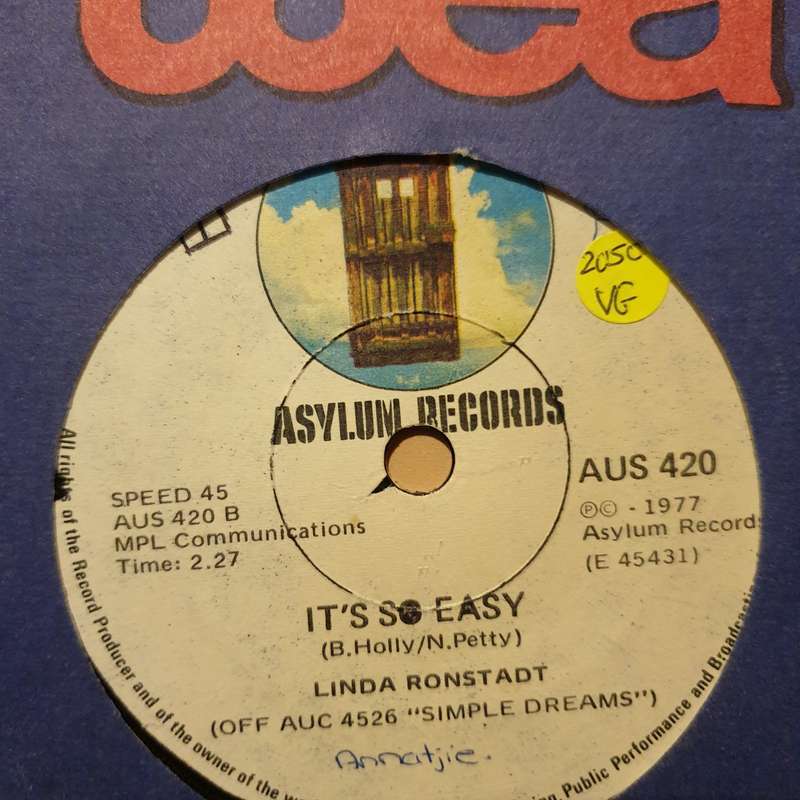 wea
2050
VG
ASYLUM RECORDS
SPEED 45
AUS 420 B
MPL Communications
Time: 2.27
AUS 420
ⓅⒸ - 1977
Asylum Records
(E 45431)
IT'S SO EASY
(B.Holly/N.Petty)
LINDA RONSTADT
(OFF AUC 4526 "SIMPLE DREAMS")
Annatjie.
All rights of the Record Producer and of the owner of the
Public Performance and Broadcasting